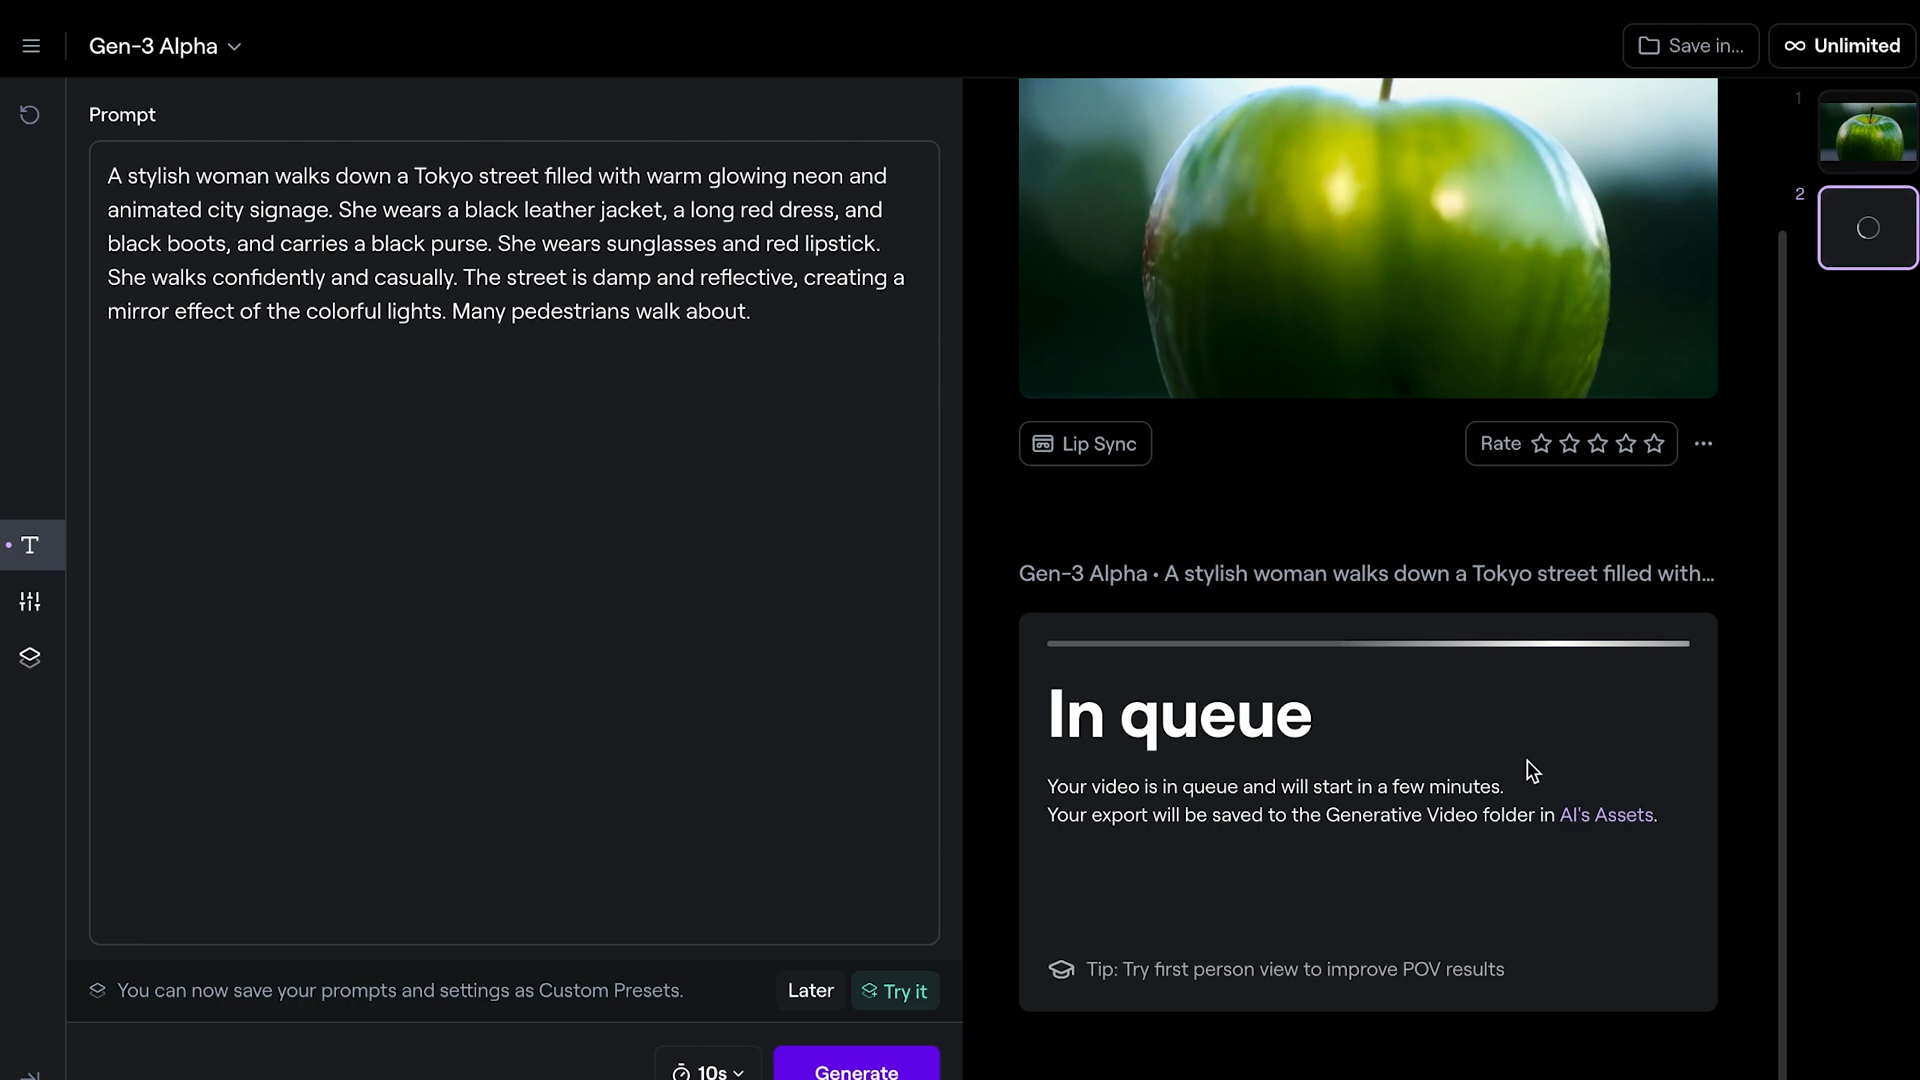 Gen-3 Alpha
Save in...
Unlimited
Prompt
A stylish woman walks down a Tokyo street filled with warm glowing neon and
animated city signage. She wears a black leather jacket, a long red dress, and
black boots, and carries a black purse. She wears sunglasses and red lipstick.
She walks confidently and casually. The street is damp and reflective, creating a
mirror effect of the colorful lights. Many pedestrians walk about.
You can now save your prompts and settings as Custom Presets.
Later
Try it
10s
Generate
Lip Sync
Rate
Gen-3 Alpha • A stylish woman walks down a Tokyo street filled with...
In queue
Your video is in queue and will start in a few minutes.
Your export will be saved to the Generative Video folder in AI's Assets.
Tip: Try first person view to improve POV results
1
2